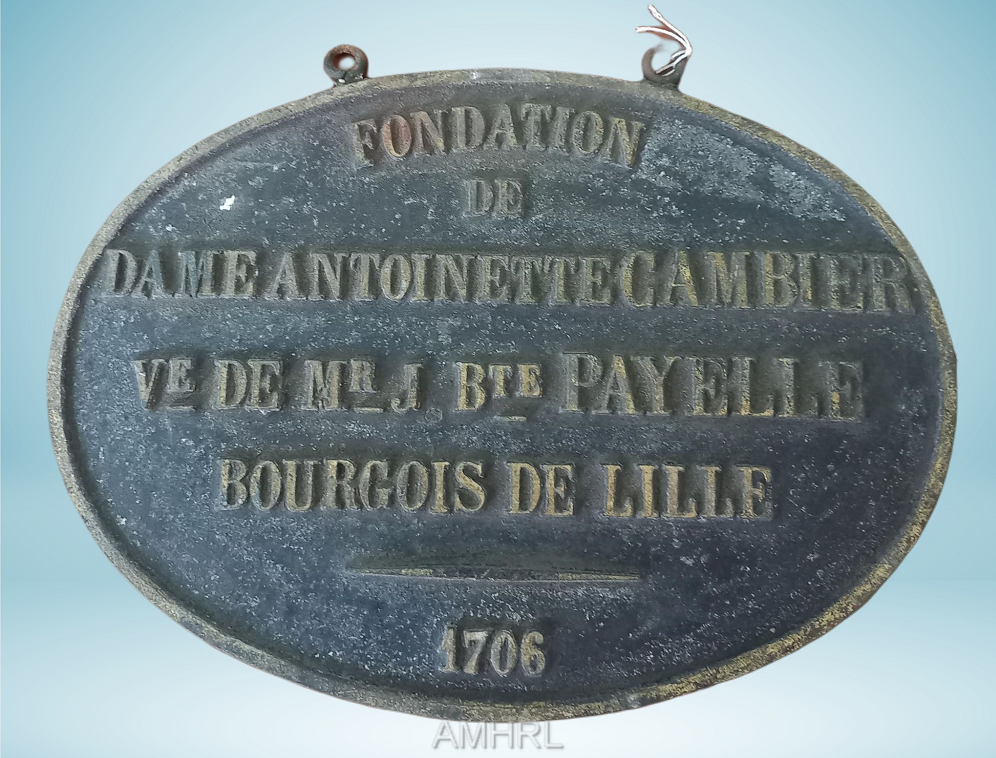 FONDATION
DE
DAME ANTOINETTE CAMBIER
VE DE MR J. BTE PAYELLE
BOURGOIS DE LILLE
1706
AMHRL